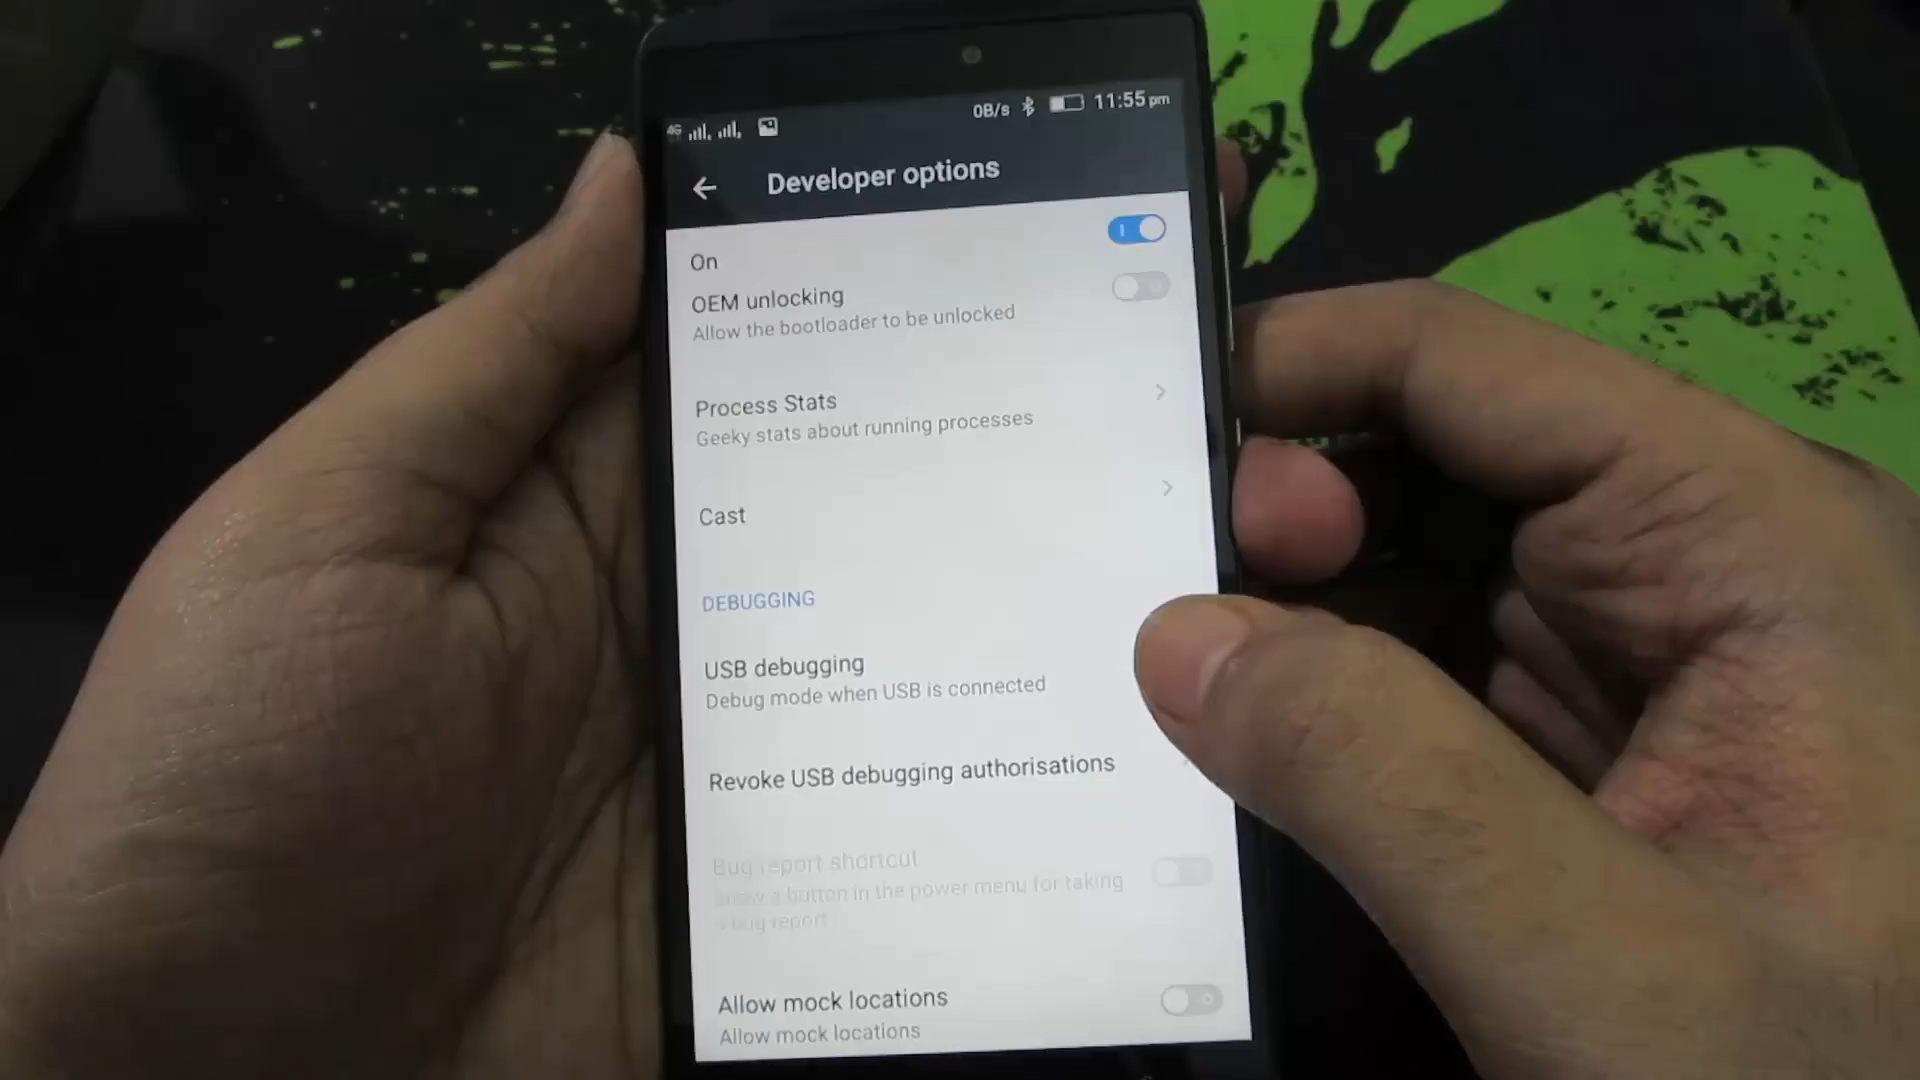 4G 0B/s 11:55 pm
Developer options
On
OEM unlocking
Allow the bootloader to be unlocked
Process Stats
Geeky stats about running processes
Cast
DEBUGGING
USB debugging
Debug mode when USB is connected
Revoke USB debugging authorisations
Bug report shortcut
Show a button in the power menu for taking
a bug report
Allow mock locations
Allow mock locations